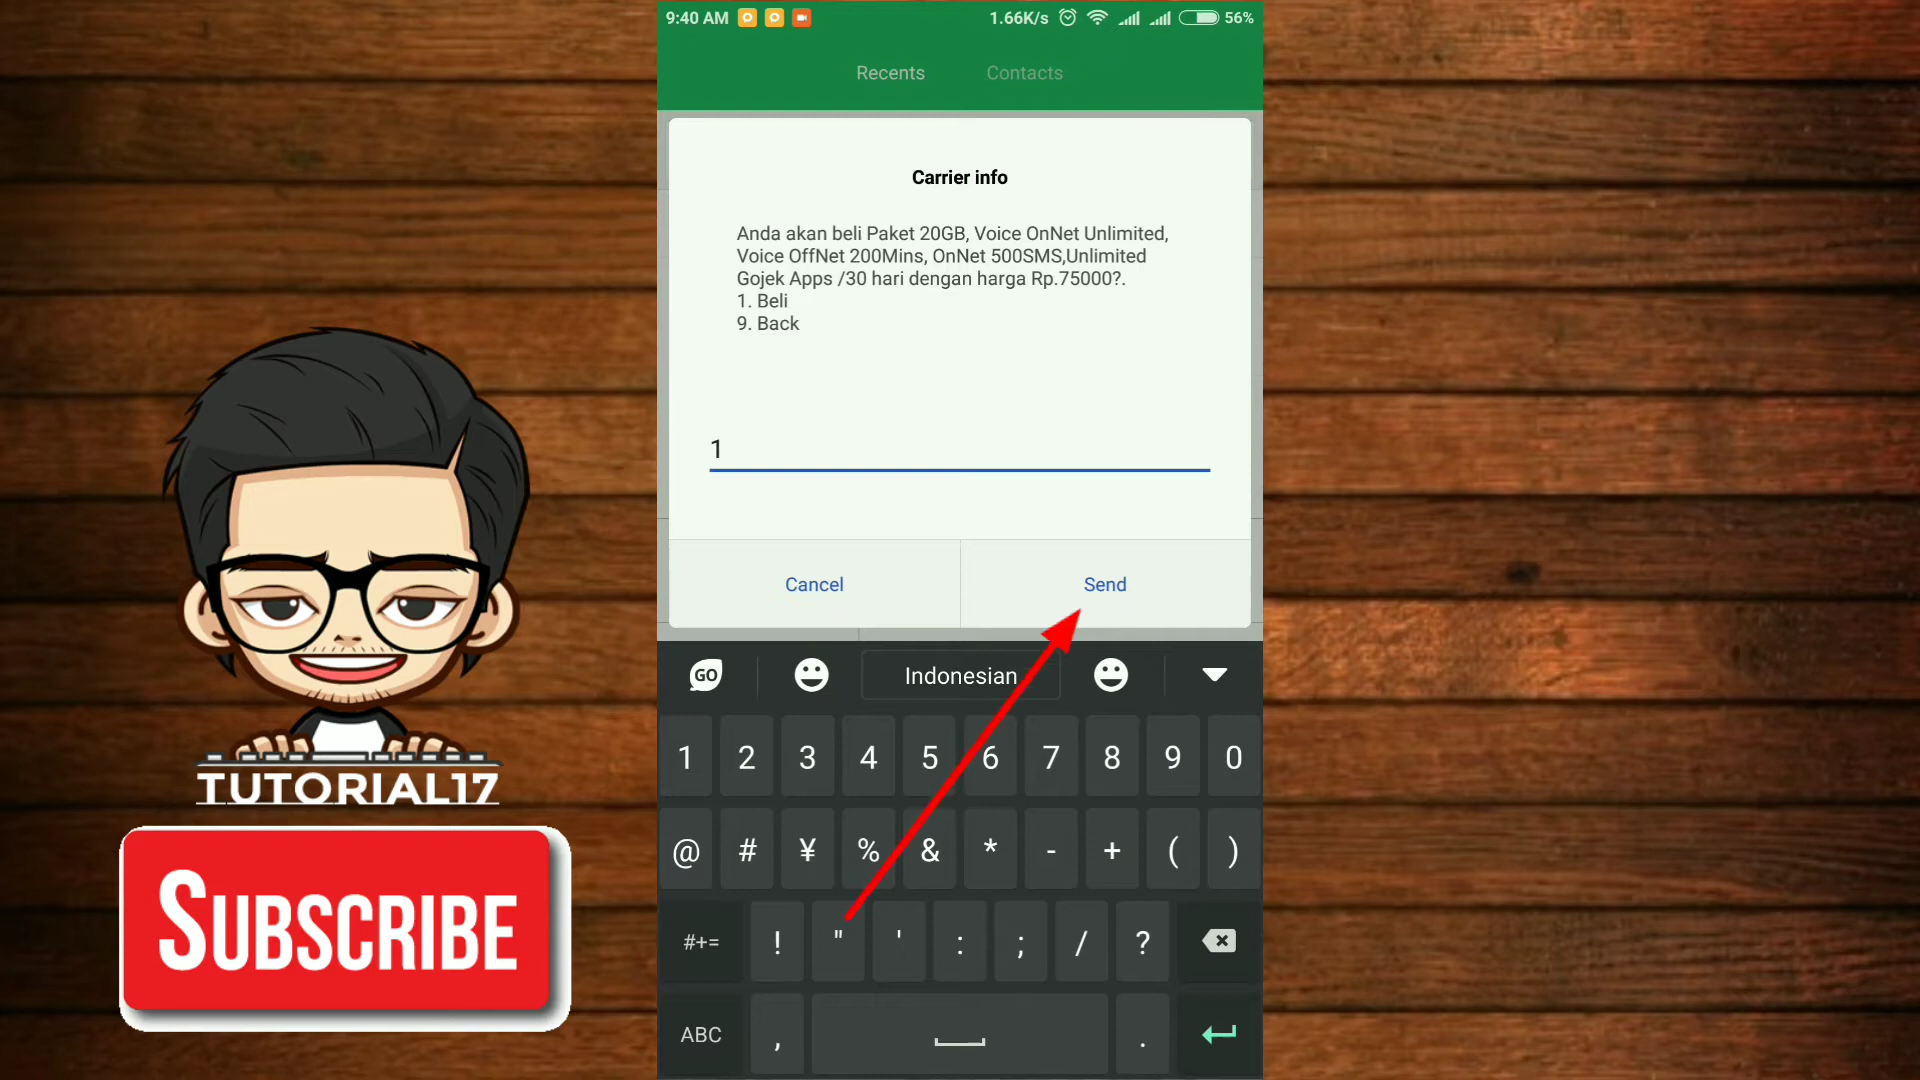 9:40 AM
1.66K/s
56%
Recents
Contacts
Carrier info
Anda akan beli Paket 20GB, Voice OnNet Unlimited,
Voice OffNet 200Mins, OnNet 500SMS,Unlimited
Gojek Apps /30 hari dengan harga Rp.75000?.
1. Beli
9. Back
1
Cancel
Send
GO
Indonesian
1 2 3 4 5 6 7 8 9 0
@ # ¥ % & * - + ( )
#+= ! " ' : ; / ?
ABC , .
TUTORIAL17
SUBSCRIBE